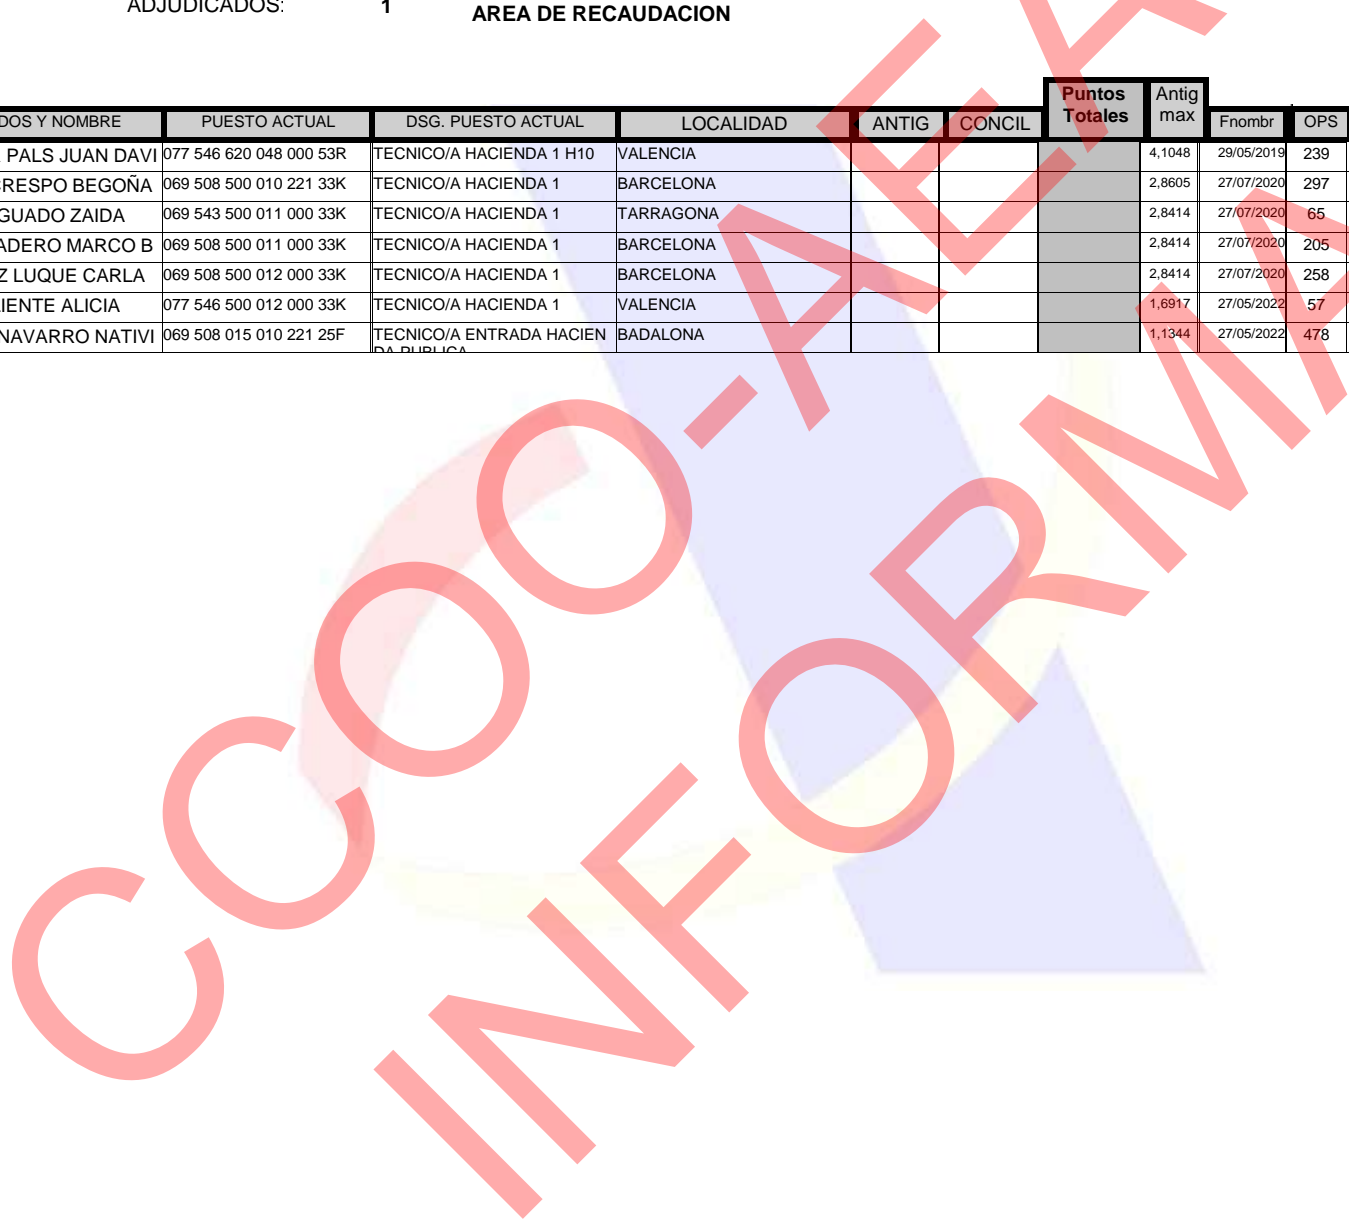 ADJUDICADOS: 1 AREA DE RECAUDACION
DOS Y NOMBRE PUESTO ACTUAL DSG. PUESTO ACTUAL LOCALIDAD ANTIG CONCIL Puntos Totales Antig max Fnombr OPS
PALS JUAN DAVI 077 546 620 048 000 53R TECNICO/A HACIENDA 1 H10 VALENCIA 4,1048 29/05/2019 239
CRESPO BEGOÑA 069 508 500 010 221 33K TECNICO/A HACIENDA 1 BARCELONA 2,8605 27/07/2020 297
GUADO ZAIDA 069 543 500 011 000 33K TECNICO/A HACIENDA 1 TARRAGONA 2,8414 27/07/2020 65
ADERO MARCO B 069 508 500 011 000 33K TECNICO/A HACIENDA 1 BARCELONA 2,8414 27/07/2020 205
Z LUQUE CARLA 069 508 500 012 000 33K TECNICO/A HACIENDA 1 BARCELONA 2,8414 27/07/2020 258
IENTE ALICIA 077 546 500 012 000 33K TECNICO/A HACIENDA 1 VALENCIA 1,6917 27/05/2022 57
NAVARRO NATIVI 069 508 015 010 221 25F TECNICO/A ENTRADA HACIEN BADALONA 1,1344 27/05/2022 478
DA PUBLICA
CCOO-AEA
INFORMA